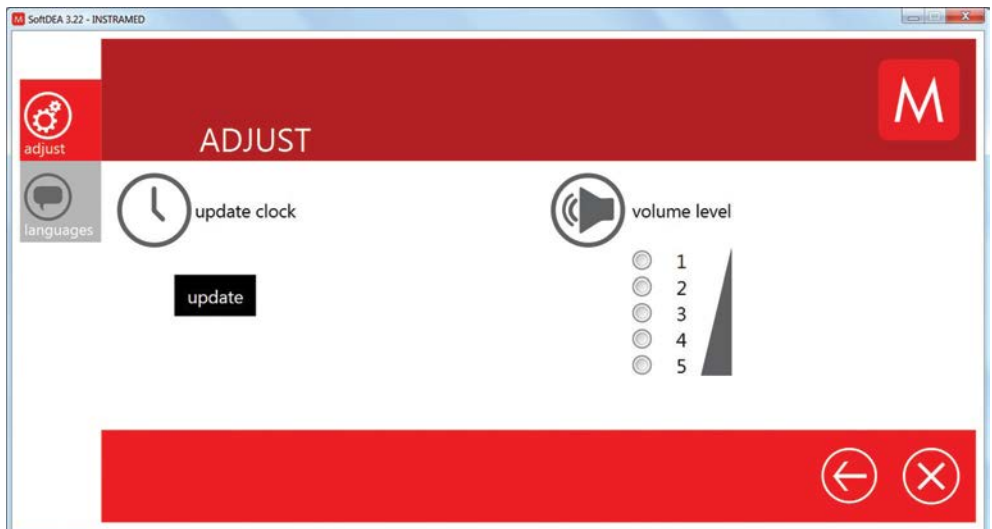 SoftDEA 3.22 - INSTRAMED
M
ADJUST
adjust
languages
update clock
update
volume level
1
2
3
4
5